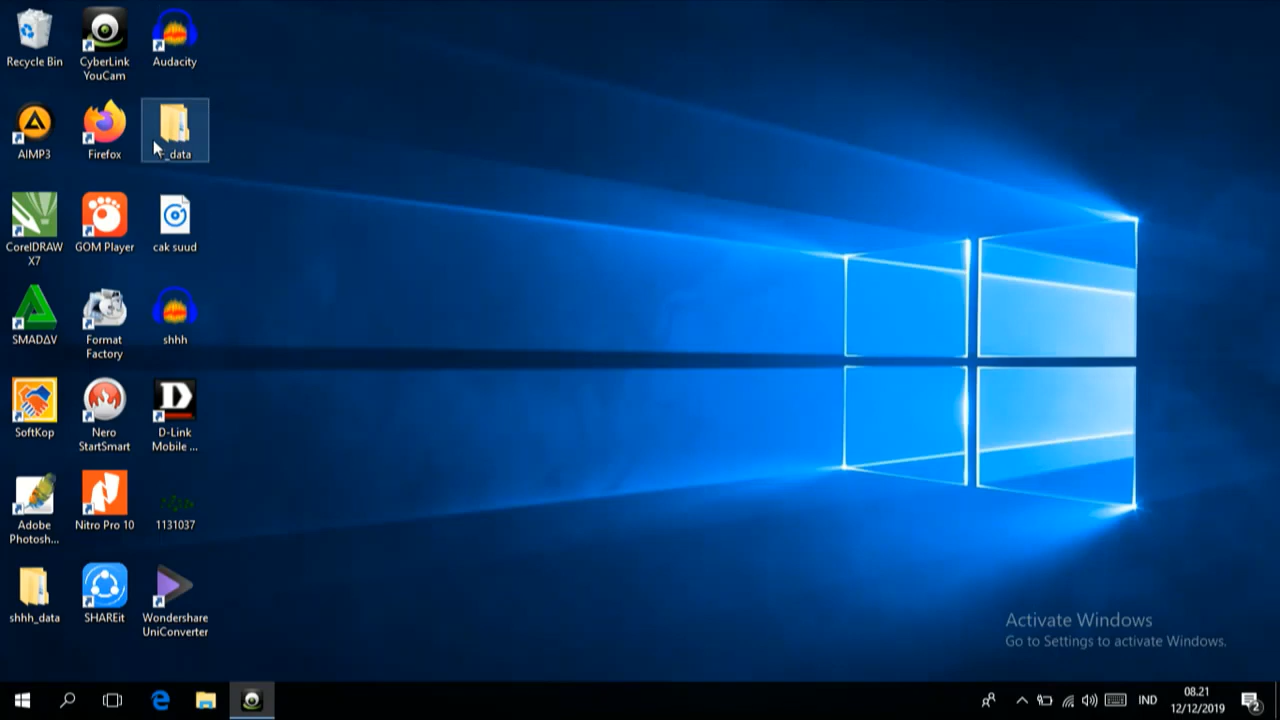 Recycle Bin
CyberLink
YouCam
Audacity
AIMP3
Firefox
_data
CorelDRAW
X7
GOM Player
cak suud
SMADΔV
Format
Factory
shhh
SoftKop
Nero
StartSmart
D-Link
Mobile ...
Adobe
Photosh...
Nitro Pro 10
1131037
shhh_data
SHAREit
Wondershare
UniConverter
Activate Windows
Go to Settings to activate Windows.
IND
08.21
12/12/2019
2